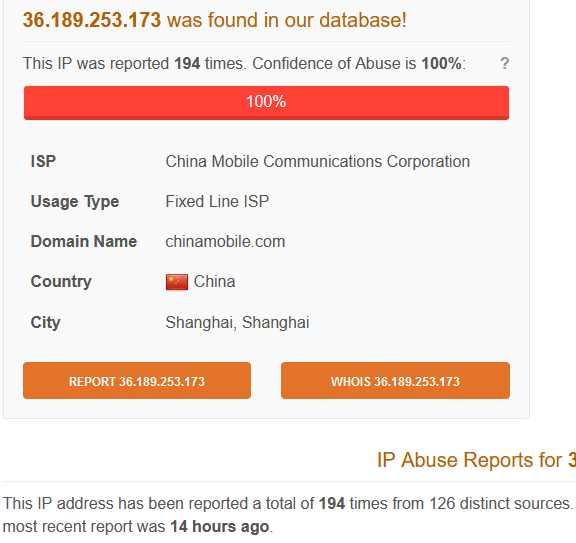 36.189.253.173 was found in our database!
This IP was reported 194 times. Confidence of Abuse is 100%: ?
100%
ISP China Mobile Communications Corporation
Usage Type Fixed Line ISP
Domain Name chinamobile.com
Country China
City Shanghai, Shanghai
REPORT 36.189.253.173 WHOIS 36.189.253.173
IP Abuse Reports for 3
This IP address has been reported a total of 194 times from 126 distinct sources.
most recent report was 14 hours ago.